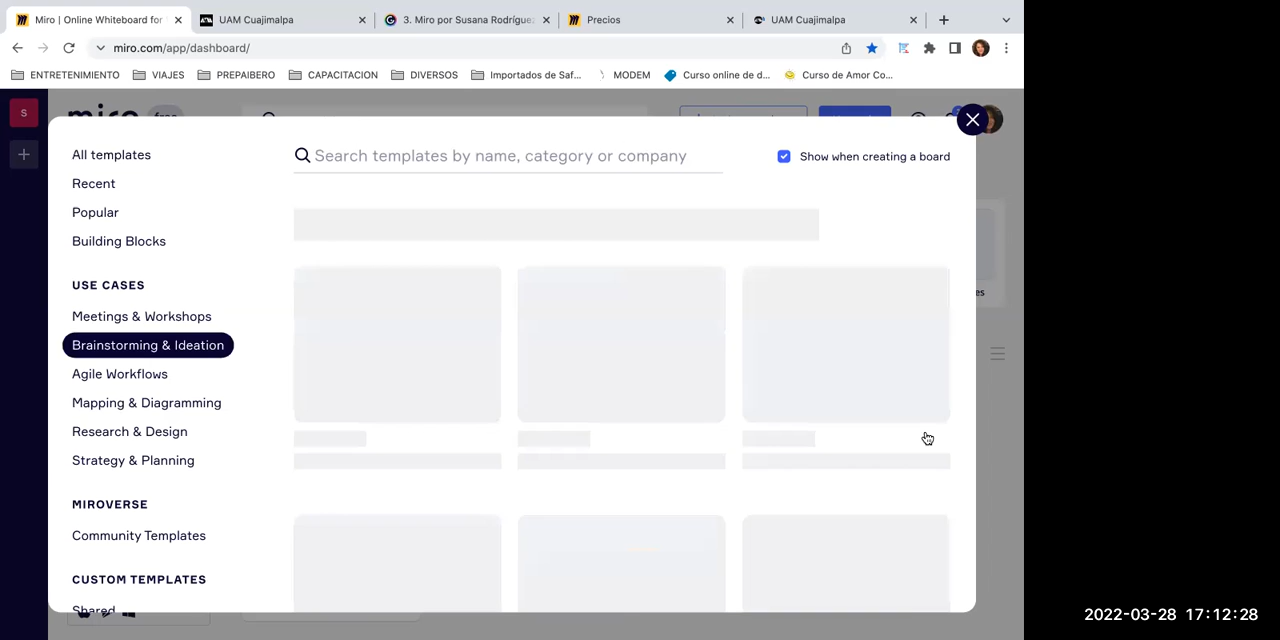 Miro | Online Whiteboard for
UAM Cuajimalpa
3. Miro por Susana Rodríguez
Precios
UAM Cuajimalpa
miro.com/app/dashboard/
ENTRETENIMIENTO
VIAJES
PREPAIBERO
CAPACITACION
DIVERSOS
Importados de Saf...
MODEM
Curso online de d...
Curso de Amor Co...
S
miro
free
All templates
Search templates by name, category or company
Show when creating a board
Recent
Popular
Building Blocks
USE CASES
Meetings & Workshops
Brainstorming & Ideation
Agile Workflows
Mapping & Diagramming
Research & Design
Strategy & Planning
MIROVERSE
Community Templates
CUSTOM TEMPLATES
Shared
2022-03-28 17:12:28